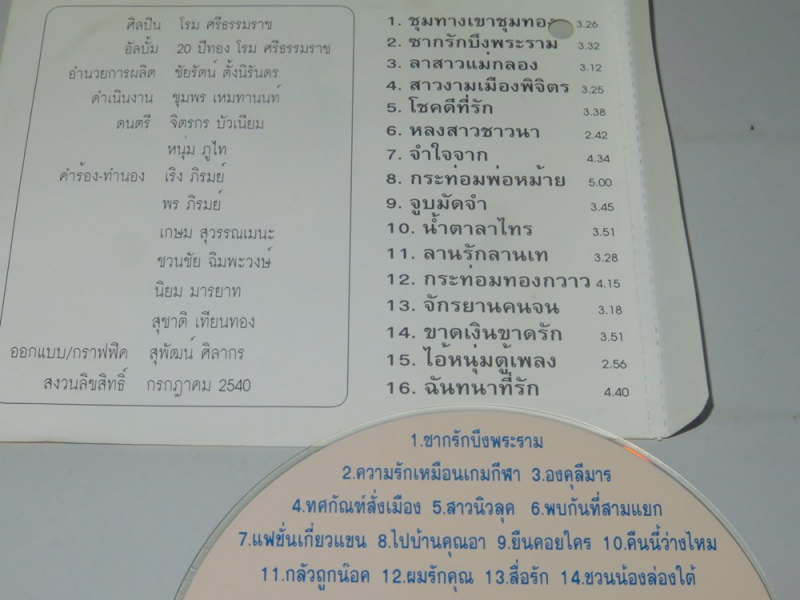 ศิลปิน โรม ศรีธรรมราช
อัลบั้ม 20 ปีทอง โรม ศรีธรรมราช
อำนวยการผลิต ชัยรัตน์ ตั้งนิรันดร
ดำเนินงาน ชุมพร เหมทานนท์
ดนตรี จิตรกร บัวเนียม
หนุ่ม ภูไท
คำร้อง-ทำนอง เริง ภิรมย์
พร ภิรมย์
เกษม สุวรรณเมนะ
ชวนชัย ฉิมพะวงษ์
นิยม มารยาท
สุชาติ เทียนทอง
ออกแบบ/กราฟฟิค สุพัฒน์ ศิลากร
สงวนลิขสิทธิ์ กรกฎาคม 2540
1. ชุมทางเขาชุมทอง 3.26
2. ซากรักบึงพระราม 3.32
3. ลาสาวแม่กลอง 3.12
4. สาวงามเมืองพิจิตร 3.25
5. โชคดีที่รัก 3.38
6. หลงสาวชาวนา 2.42
7. จำใจจาก 4.34
8. กระท่อมพ่อหม้าย 5.00
9. จูบมัดจำ 3.45
10. น้ำตาลาไทร 3.51
11. ลานรักลานเท 3.28
12. กระท่อมทองกวาว 4.15
13. จักรยานคนจน 3.18
14. ขาดเงินขาดรัก 3.51
15. ไอ้หนุ่มตู้เพลง 2.56
16. ฉันทนาที่รัก 4.40
1.ซากรักบึงพระราม
2.ความรักเหมือนเกมกีฬา 3.องคุลีมาร
4.ทศกัณฑ์สั่งเมือง 5.สาวนิวลุค 6.พบกันที่สามแยก
7.แฟชั่นเกี่ยวแขน 8.ไปบ้านคุณอา 9.ยืนคอยใคร 10.คืนนี้ว่างไหม
11.กลัวถูกน๊อค 12.ผมรักคุณ 13.สื่อรัก 14.ชวนน้องล่องใต้